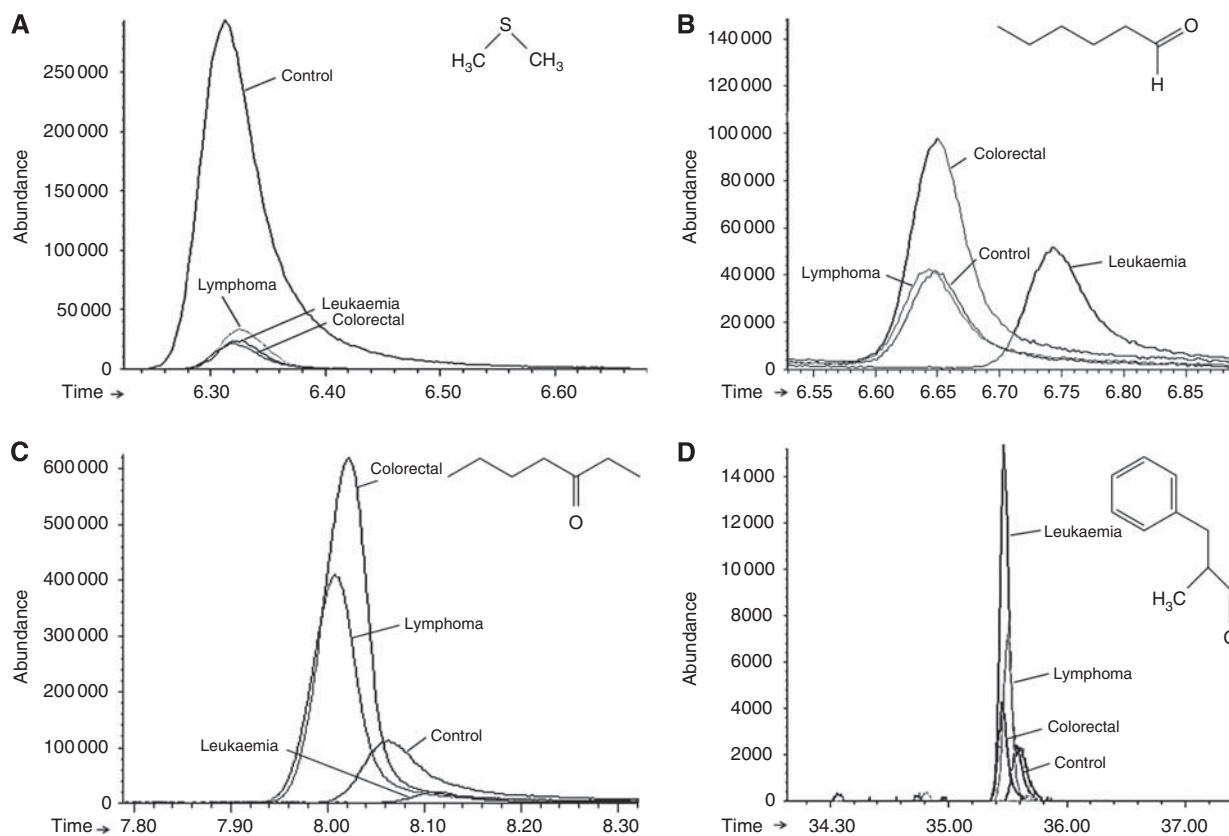 A
S
H₃C
CH₃
Control
Lymphoma
Leukaemia
Colorectal
Abundance
250 000
200 000
150 000
100 000
50 000
0
Time →
6.30
6.40
6.50
6.60
B
O
H
Colorectal
Control
Lymphoma
Leukaemia
Abundance
140 000
120 000
100 000
80 000
60 000
40 000
20 000
0
Time →
6.55
6.60
6.65
6.70
6.75
6.80
6.85
C
O
Colorectal
Lymphoma
Control
Leukaemia
Abundance
600 000
500 000
400 000
300 000
200 000
100 000
0
Time →
7.80
7.90
8.00
8.10
8.20
8.30
D
H₃C
Leukaemia
Lymphoma
Colorectal
Control
Abundance
14 000
12 000
10 000
8000
6000
4000
2000
0
Time →
34.30
35.00
36.00
37.00